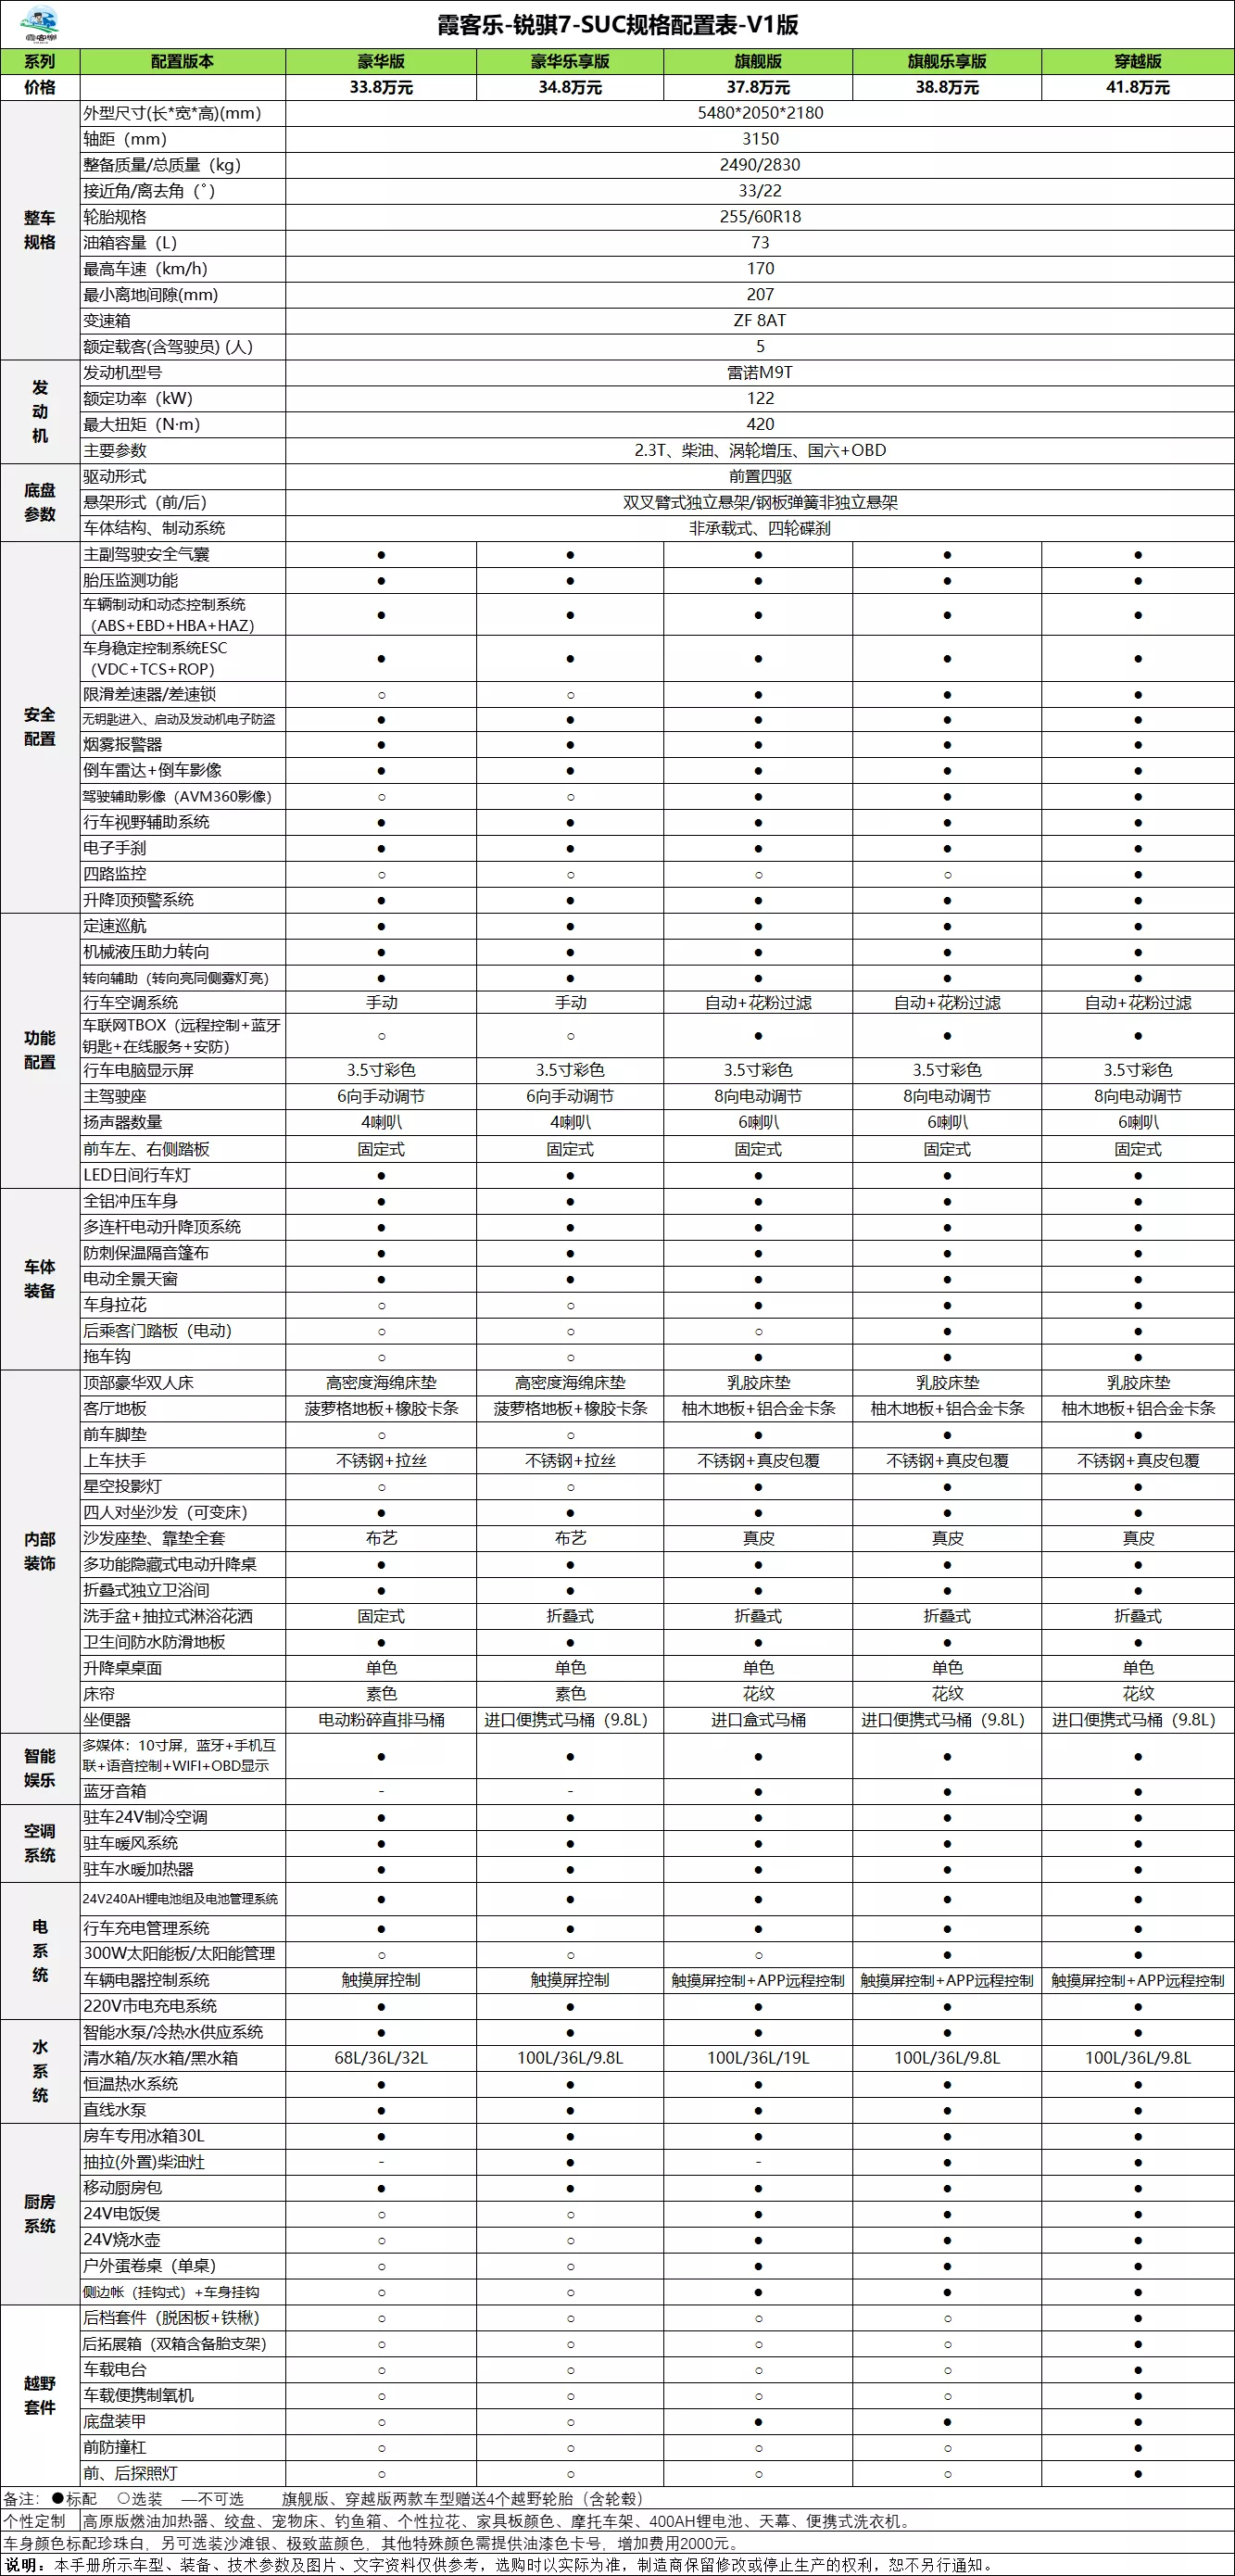 霞客乐
霞客乐-锐骐7-SUC规格配置表-V1版
系列 配置版本 豪华版 豪华乐享版 旗舰版 旗舰乐享版 穿越版
价格 33.8万元 34.8万元 37.8万元 38.8万元 41.8万元
整车规格
外型尺寸(长*宽*高)(mm) 5480*2050*2180
轴距（mm） 3150
整备质量/总质量（kg） 2490/2830
接近角/离去角（°） 33/22
轮胎规格 255/60R18
油箱容量（L） 73
最高车速（km/h） 170
最小离地间隙(mm) 207
变速箱 ZF 8AT
额定载客(含驾驶员) (人) 5
发动机
发动机型号 雷诺M9T
额定功率（kW） 122
最大扭矩（N·m） 420
主要参数 2.3T、柴油、涡轮增压、国六+OBD
底盘参数
驱动形式 前置四驱
悬架形式（前/后） 双叉臂式独立悬架/钢板弹簧非独立悬架
车体结构、制动系统 非承载式、四轮碟刹
安全配置
主副驾驶安全气囊 ● ● ● ● ●
胎压监测功能 ● ● ● ● ●
车辆制动和动态控制系统
（ABS+EBD+HBA+HAZ） ● ● ● ● ●
车身稳定控制系统ESC
（VDC+TCS+ROP） ● ● ● ● ●
限滑差速器/差速锁 ○ ○ ● ● ●
无钥匙进入、启动及发动机电子防盗 ● ● ● ● ●
烟雾报警器 ● ● ● ● ●
倒车雷达+倒车影像 ● ● ● ● ●
驾驶辅助影像（AVM360影像） ○ ○ ● ● ●
行车视野辅助系统 ● ● ● ● ●
电子手刹 ● ● ● ● ●
四路监控 ○ ○ ○ ○ ●
升降顶预警系统 ● ● ● ● ●
功能配置
定速巡航 ● ● ● ● ●
机械液压助力转向 ● ● ● ● ●
转向辅助（转向亮同侧雾灯亮） ● ● ● ● ●
行车空调系统 手动 手动 自动+花粉过滤 自动+花粉过滤 自动+花粉过滤
车联网TBOX（远程控制+蓝牙
钥匙+在线服务+安防） ○ ○ ● ● ●
行车电脑显示屏 3.5寸彩色 3.5寸彩色 3.5寸彩色 3.5寸彩色 3.5寸彩色
主驾驶座 6向手动调节 6向手动调节 8向电动调节 8向电动调节 8向电动调节
扬声器数量 4喇叭 4喇叭 6喇叭 6喇叭 6喇叭
前车左、右侧踏板 固定式 固定式 固定式 固定式 固定式
LED日间行车灯 ● ● ● ● ●
车体装备
全铝冲压车身 ● ● ● ● ●
多连杆电动升降顶系统 ● ● ● ● ●
防刺保温隔音篷布 ● ● ● ● ●
电动全景天窗 ● ● ● ● ●
车身拉花 ○ ○ ● ● ●
后乘客门踏板（电动） ○ ○ ○ ● ●
拖车钩 ○ ○ ● ● ●
内部装饰
顶部豪华双人床 高密度海绵床垫 高密度海绵床垫 乳胶床垫 乳胶床垫 乳胶床垫
客厅地板 菠萝格地板+橡胶卡条 菠萝格地板+橡胶卡条 柚木地板+铝合金卡条 柚木地板+铝合金卡条 柚木地板+铝合金卡条
前车脚垫 ○ ○ ● ● ●
上车扶手 不锈钢+拉丝 不锈钢+拉丝 不锈钢+真皮包覆 不锈钢+真皮包覆 不锈钢+真皮包覆
星空投影灯 ○ ○ ● ● ●
四人对坐沙发（可变床） ● ● ● ● ●
沙发座垫、靠垫全套 布艺 布艺 真皮 真皮 真皮
多功能隐藏式电动升降桌 ● ● ● ● ●
折叠式独立卫浴间 ● ● ● ● ●
洗手盆+抽拉式淋浴花洒 固定式 折叠式 折叠式 折叠式 折叠式
卫生间防水防滑地板 ● ● ● ● ●
升降桌桌面 单色 单色 单色 单色 单色
床帘 素色 素色 花纹 花纹 花纹
坐便器 电动粉碎直排马桶 进口便携式马桶（9.8L） 进口盒式马桶 进口便携式马桶（9.8L） 进口便携式马桶（9.8L）
智能娱乐
多媒体：10寸屏，蓝牙+手机互
联+语音控制+WIFI+OBD显示 ● ● ● ● ●
蓝牙音箱 - - ● ● ●
空调系统
驻车24V制冷空调 ● ● ● ● ●
驻车暖风系统 ● ● ● ● ●
驻车水暖加热器 ● ● ● ● ●
电系统
24V240AH锂电池组及电池管理系统 ● ● ● ● ●
行车充电管理系统 ● ● ● ● ●
300W太阳能板/太阳能管理 ○ ○ ○ ● ●
车辆电器控制系统 触摸屏控制 触摸屏控制 触摸屏控制+APP远程控制 触摸屏控制+APP远程控制 触摸屏控制+APP远程控制
220V市电充电系统 ● ● ● ● ●
水系统
智能水泵/冷热水供应系统 ● ● ● ● ●
清水箱/灰水箱/黑水箱 68L/36L/32L 100L/36L/9.8L 100L/36L/19L 100L/36L/9.8L 100L/36L/9.8L
恒温热水系统 ● ● ● ● ●
直线水泵 ● ● ● ● ●
厨房系统
房车专用冰箱30L ● ● ● ● ●
抽拉(外置)柴油灶 - ● - ● ●
移动厨房包 ● ● ● ● ●
24V电饭煲 ○ ○ ● ● ●
24V烧水壶 ○ ○ ● ● ●
户外蛋卷桌（单桌） ○ ○ ● ● ●
侧边帐（挂钩式）+车身挂钩 ○ ○ ● ● ●
越野套件
后档套件（脱困板+铁楸） ○ ○ ○ ○ ●
后拓展箱（双箱含备胎支架） ○ ○ ○ ○ ●
车载电台 ○ ○ ○ ○ ●
车载便携制氧机 ○ ○ ○ ○ ●
底盘装甲 ○ ○ ● ● ●
前防撞杠 ○ ○ ○ ○ ●
前、后探照灯 ○ ○ ○ ○ ●
备注：●标配 ○选装 —不可选 旗舰版、穿越版两款车型赠送4个越野轮胎（含轮毂）
个性定制 高原版燃油加热器、绞盘、宠物床、钓鱼箱、个性拉花、家具板颜色、摩托车架、400AH锂电池、天幕、便携式洗衣机。
车身颜色标配珍珠白，另可选装沙滩银、极致蓝颜色，其他特殊颜色需提供油漆色卡号，增加费用2000元。
说明：本手册所示车型、装备、技术参数及图片、文字资料仅供参考，选购时以实际为准，制造商保留修改或停止生产的权利，恕不另行通知。